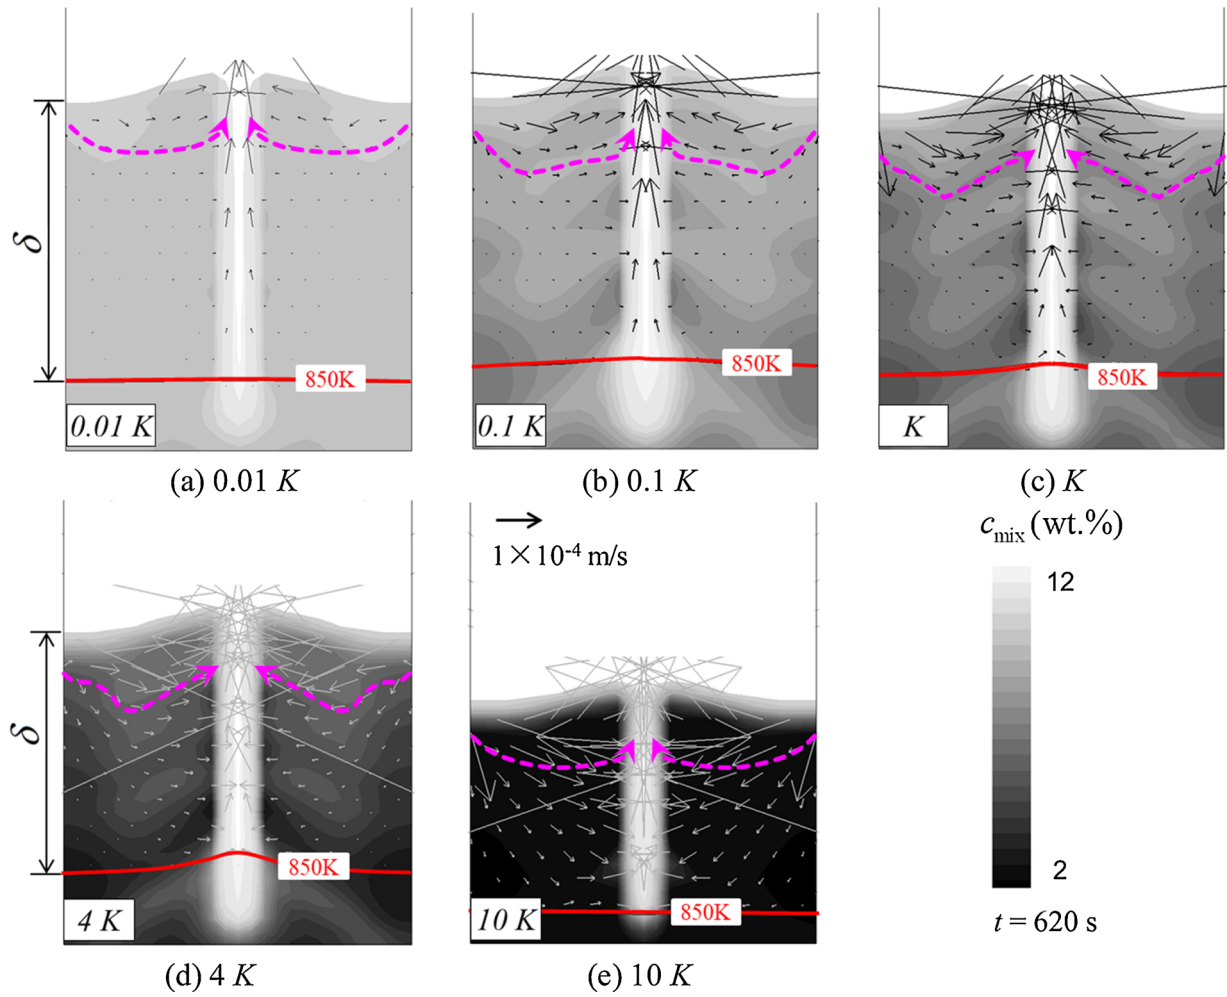 δ
850K
0.01 K
(a) 0.01 K
850K
0.1 K
(b) 0.1 K
850K
K
(c) K
δ
850K
4 K
(d) 4 K
1×10⁻⁴ m/s
850K
10 K
(e) 10 K
cmix (wt.%)
12
2
t = 620 s